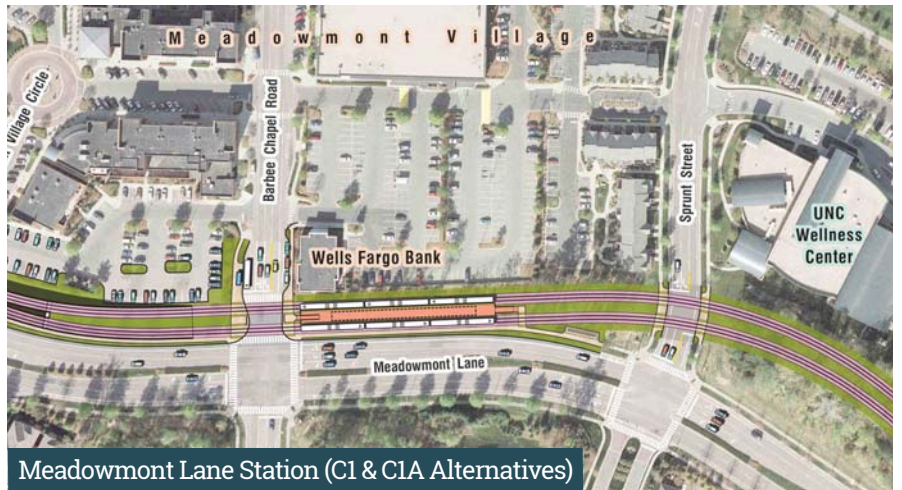 Meadowmont Village
Village Circle
Barbee Chapel Road
Sprunt Street
UNC
Wellness
Center
Wells Fargo Bank
Meadowmont Lane
Meadowmont Lane Station (C1 & C1A Alternatives)